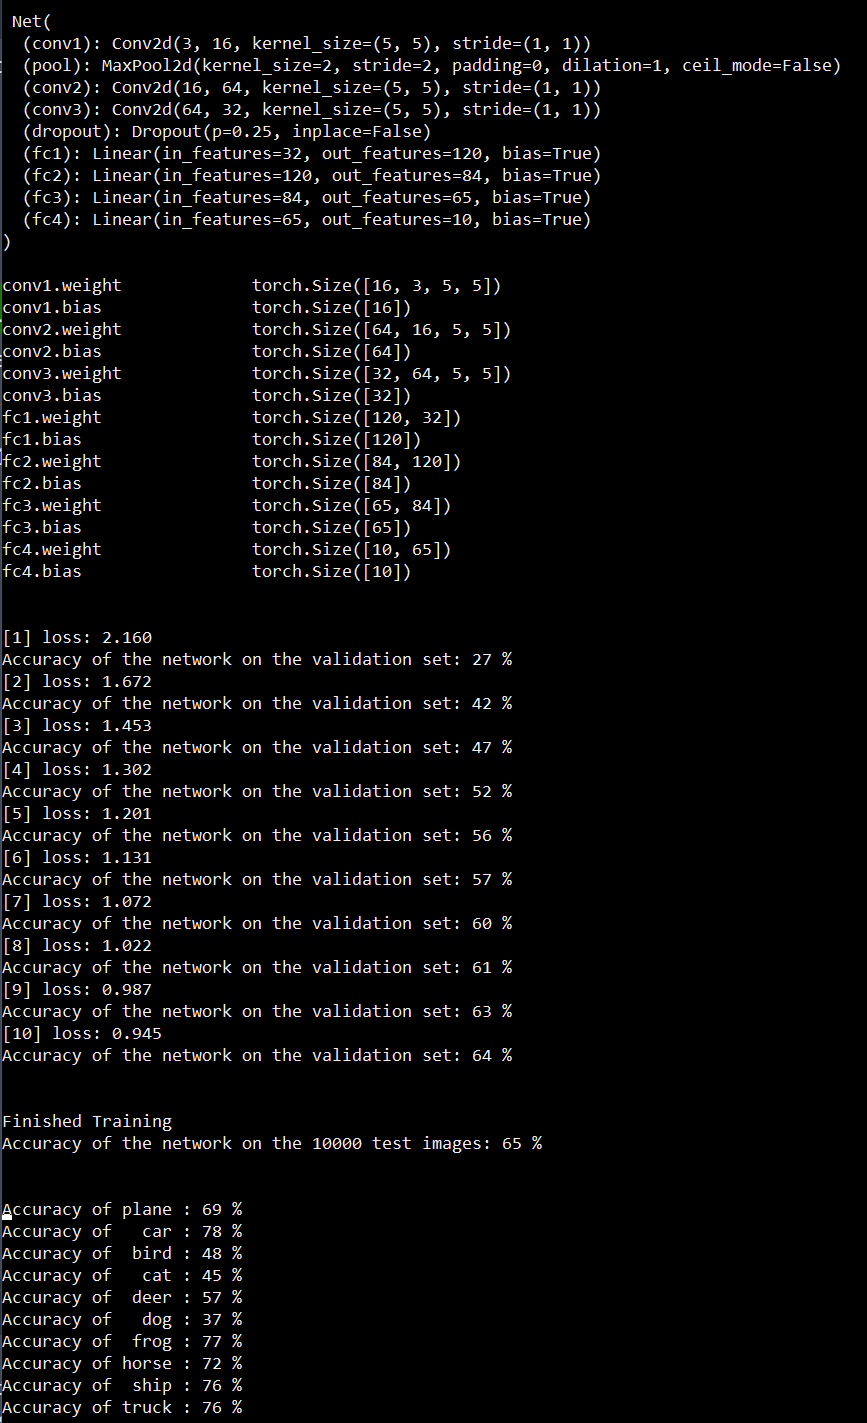 Net(
(conv1): Conv2d(3, 16, kernel_size=(5, 5), stride=(1, 1))
(pool): MaxPool2d(kernel_size=2, stride=2, padding=0, dilation=1, ceil_mode=False)
(conv2): Conv2d(16, 64, kernel_size=(5, 5), stride=(1, 1))
(conv3): Conv2d(64, 32, kernel_size=(5, 5), stride=(1, 1))
(dropout): Dropout(p=0.25, inplace=False)
(fc1): Linear(in_features=32, out_features=120, bias=True)
(fc2): Linear(in_features=120, out_features=84, bias=True)
(fc3): Linear(in_features=84, out_features=65, bias=True)
(fc4): Linear(in_features=65, out_features=10, bias=True)
)
conv1.weight torch.Size([16, 3, 5, 5])
conv1.bias torch.Size([16])
conv2.weight torch.Size([64, 16, 5, 5])
conv2.bias torch.Size([64])
conv3.weight torch.Size([32, 64, 5, 5])
conv3.bias torch.Size([32])
fc1.weight torch.Size([120, 32])
fc1.bias torch.Size([120])
fc2.weight torch.Size([84, 120])
fc2.bias torch.Size([84])
fc3.weight torch.Size([65, 84])
fc3.bias torch.Size([65])
fc4.weight torch.Size([10, 65])
fc4.bias torch.Size([10])
[1] loss: 2.160
Accuracy of the network on the validation set: 27 %
[2] loss: 1.672
Accuracy of the network on the validation set: 42 %
[3] loss: 1.453
Accuracy of the network on the validation set: 47 %
[4] loss: 1.302
Accuracy of the network on the validation set: 52 %
[5] loss: 1.201
Accuracy of the network on the validation set: 56 %
[6] loss: 1.131
Accuracy of the network on the validation set: 57 %
[7] loss: 1.072
Accuracy of the network on the validation set: 60 %
[8] loss: 1.022
Accuracy of the network on the validation set: 61 %
[9] loss: 0.987
Accuracy of the network on the validation set: 63 %
[10] loss: 0.945
Accuracy of the network on the validation set: 64 %
Finished Training
Accuracy of the network on the 10000 test images: 65 %
Accuracy of plane : 69 %
Accuracy of car : 78 %
Accuracy of bird : 48 %
Accuracy of cat : 45 %
Accuracy of deer : 57 %
Accuracy of dog : 37 %
Accuracy of frog : 77 %
Accuracy of horse : 72 %
Accuracy of ship : 76 %
Accuracy of truck : 76 %